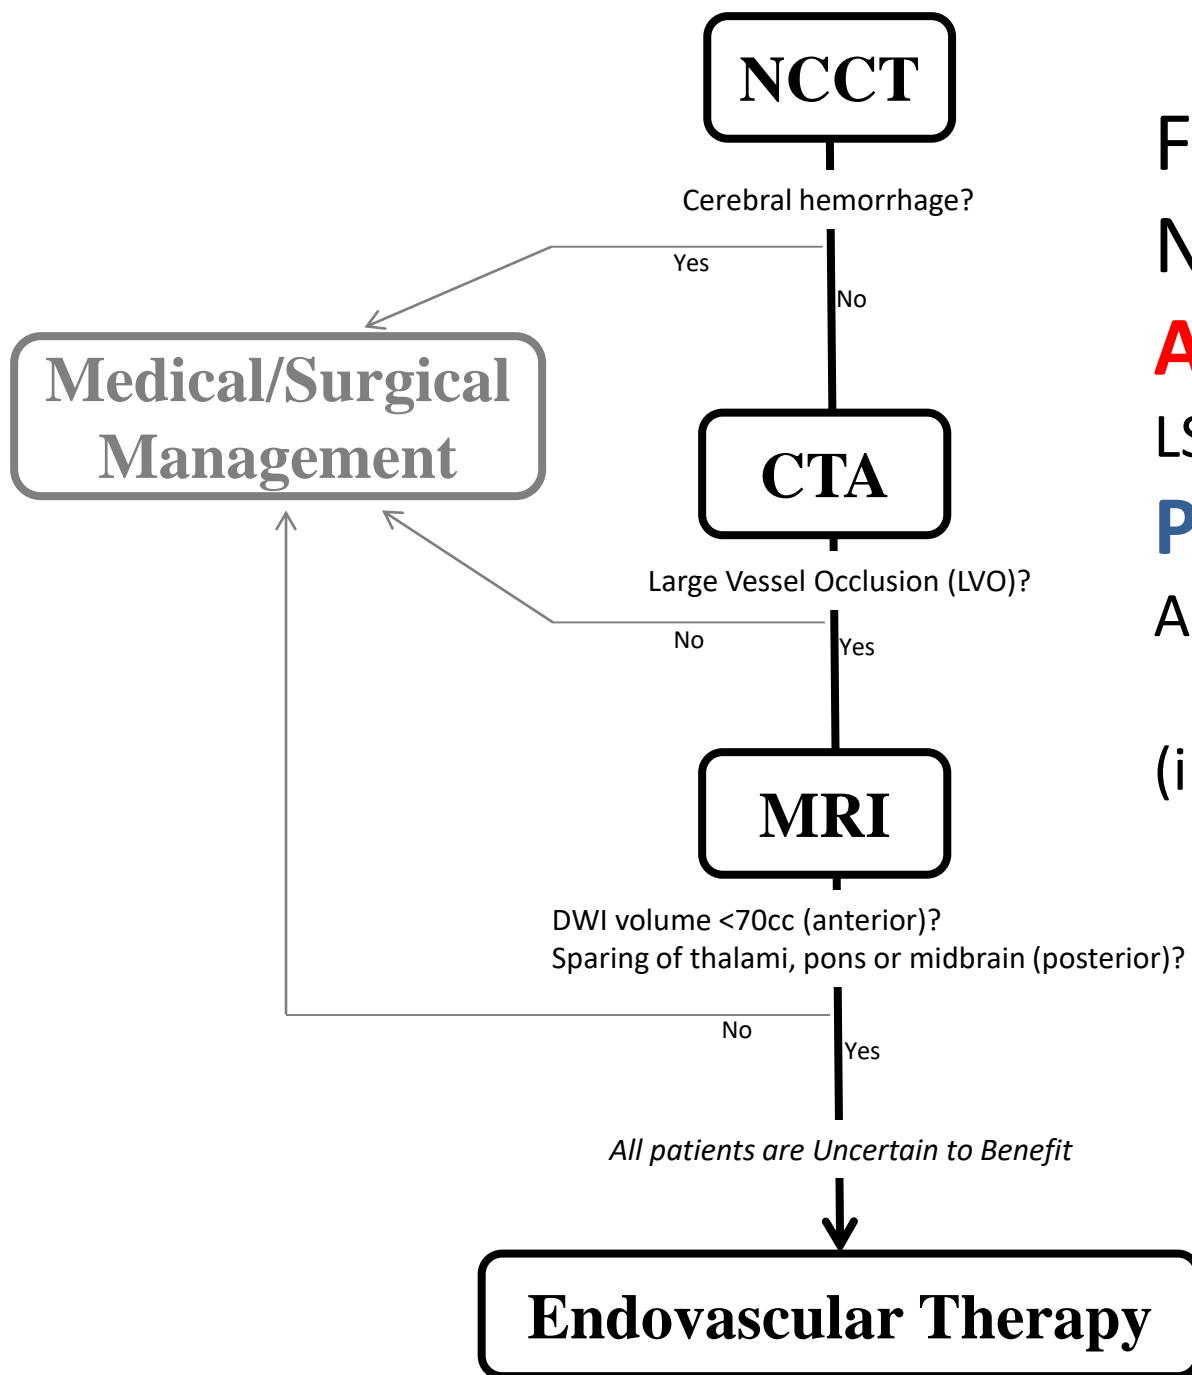 NCCT
Cerebral hemorrhage?
Yes
No
Medical/Surgical
Management
CTA
Large Vessel Occlusion (LVO)?
No
Yes
MRI
DWI volume <70cc (anterior)?
Sparing of thalami, pons or midbrain (posterior)?
No
Yes
All patients are Uncertain to Benefit
Endovascular Therapy
F
N
A
LS
P
A
(i